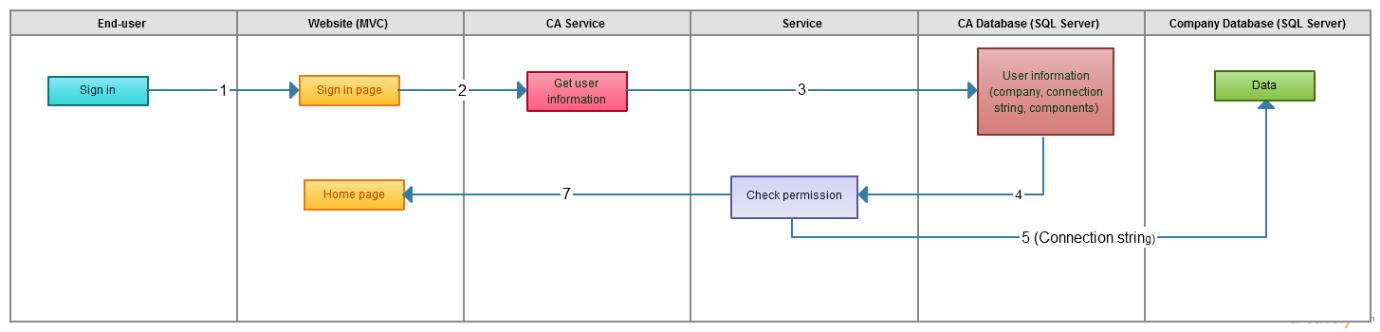 End-user
Website (MVC)
CA Service
Service
CA Database (SQL Server)
Company Database (SQL Server)
Sign in
1
Sign in page
2
Get user
information
3
User information
(company, connection
string, components)
Data
Home page
7
Check permission
4
5 (Connection string)